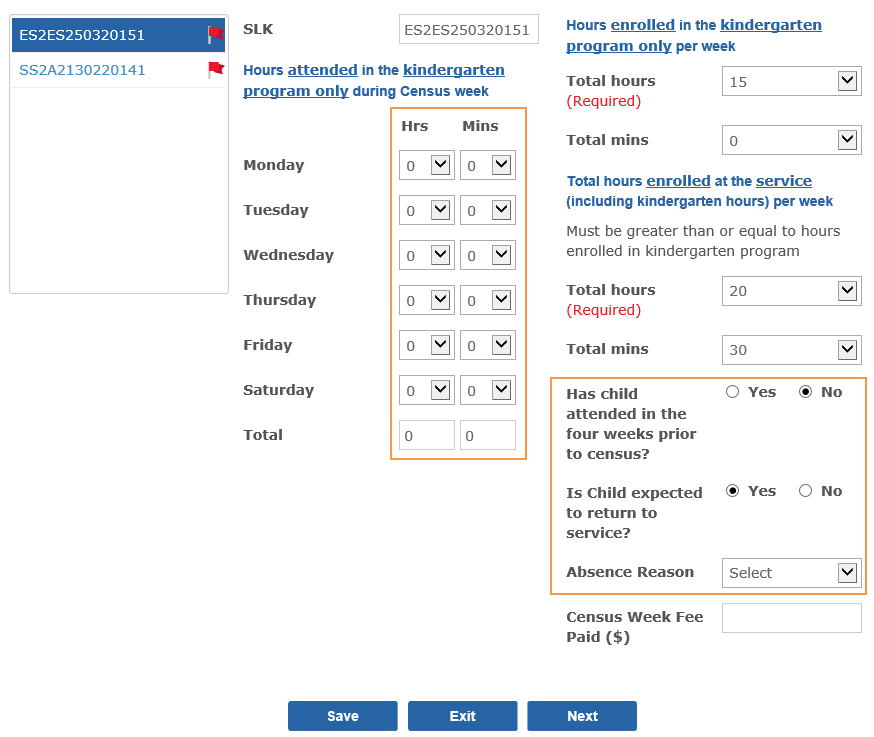 ES2ES250320151
SS2A2130220141
SLK
ES2ES250320151
Hours attended in the kindergarten
program only during Census week
Hrs Mins
Monday 0 0
Tuesday 0 0
Wednesday 0 0
Thursday 0 0
Friday 0 0
Saturday 0 0
Total 0 0
Hours enrolled in the kindergarten
program only per week
Total hours 15
(Required)
Total mins 0
Total hours enrolled at the service
(including kindergarten hours) per week
Must be greater than or equal to hours
enrolled in kindergarten program
Total hours 20
(Required)
Total mins 30
Has child Yes No
attended in the
four weeks prior
to census?
Is Child expected Yes No
to return to
service?
Absence Reason Select
Census Week Fee
Paid ($)
Save Exit Next